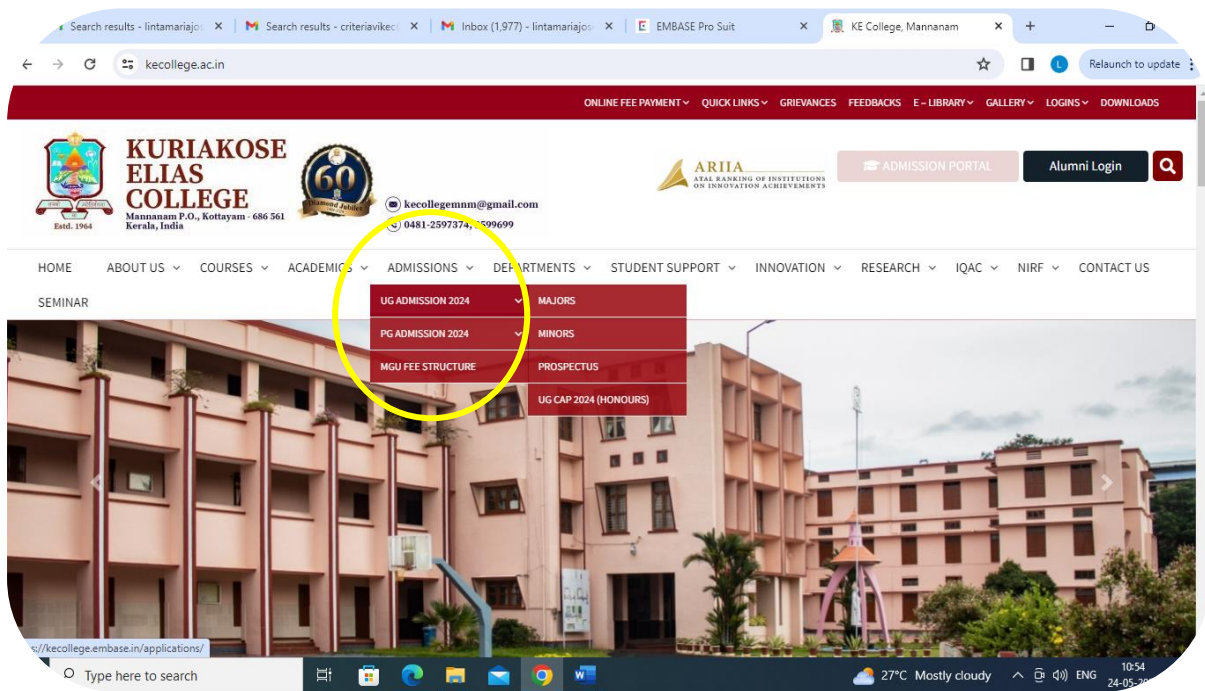 Search results - lintamariajos
Search results - criteriavikec
Inbox (1,977) - lintamariajos
EMBASE Pro Suit
KE College, Mannanam
kecollege.ac.in
Relaunch to update
ONLINE FEE PAYMENT QUICK LINKS GRIEVANCES FEEDBACKS E – LIBRARY GALLERY LOGINS DOWNLOADS
KURIAKOSE
ELIAS
COLLEGE
Mannanam P.O., Kottayam - 686 561
Kerala, India
Estd. 1964
60
Diamond Jubilee
kecollegemnm@gmail.com
0481-2597374,
ARIIA
ATAL RANKING OF INSTITUTIONS
ON INNOVATION ACHIEVEMENTS
ADMISSION PORTAL
Alumni Login
HOME ABOUT US COURSES ACADEMICS ADMISSIONS DEPARTMENTS STUDENT SUPPORT INNOVATION RESEARCH IQAC NIRF CONTACT US
SEMINAR
UG ADMISSION 2024
PG ADMISSION 2024
MGU FEE STRUCTURE
MAJORS
MINORS
PROSPECTUS
UG CAP 2024 (HONOURS)
://kecollege.embase.in/applications/
Type here to search
27°C Mostly cloudy
ENG
10:54
24-05-